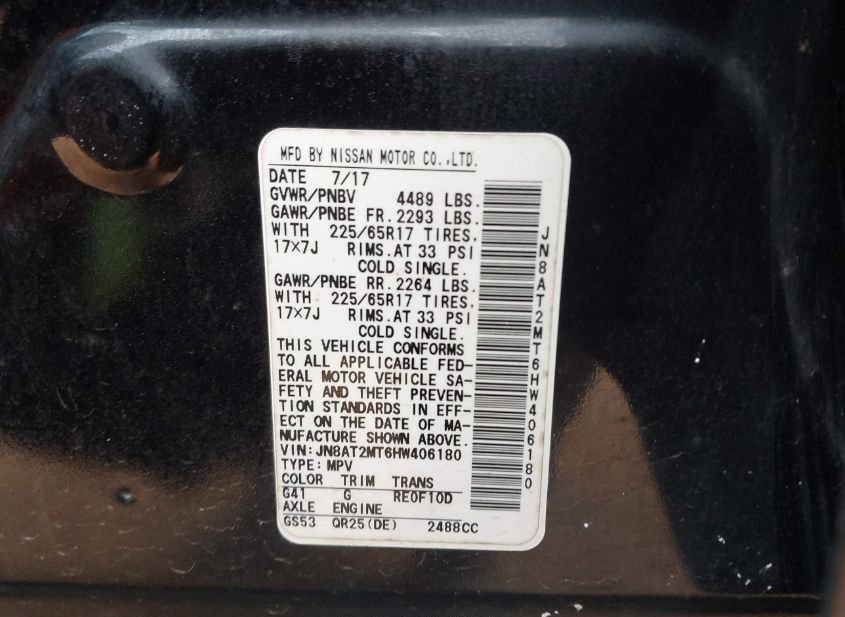 MFD BY NISSAN MOTOR CO.,LTD.
DATE 7/17
GVWR/PNBV 4489 LBS.
GAWR/PNBE FR. 2293 LBS.
WITH 225/65R17 TIRES,
17×7J RIMS. AT 33 PSI
COLD SINGLE.
GAWR/PNBE RR. 2264 LBS.
WITH 225/65R17 TIRES,
17×7J RIMS. AT 33 PSI
COLD SINGLE.
THIS VEHICLE CONFORMS
TO ALL APPLICABLE FED-
ERAL MOTOR VEHICLE SA-
FETY AND THEFT PREVEN-
TION STANDARDS IN EFF-
ECT ON THE DATE OF MA-
NUFACTURE SHOWN ABOVE.
VIN: JN8AT2MT6HW406180
TYPE: MPV
COLOR TRIM TRANS
G41 G RE0F10D
AXLE ENGINE
GS53 QR25(DE) 2488CC
JN8AT2MT6HW406180